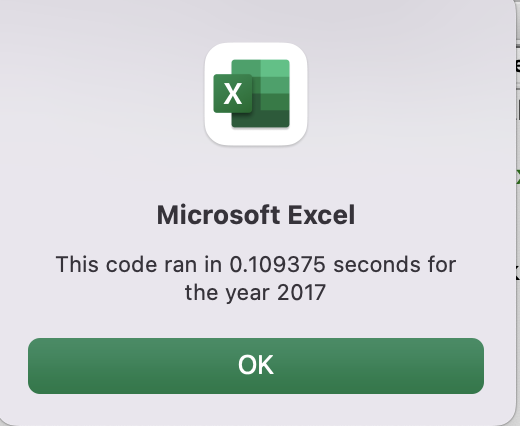 X
Microsoft Excel
This code ran in 0.109375 seconds for
the year 2017
OK